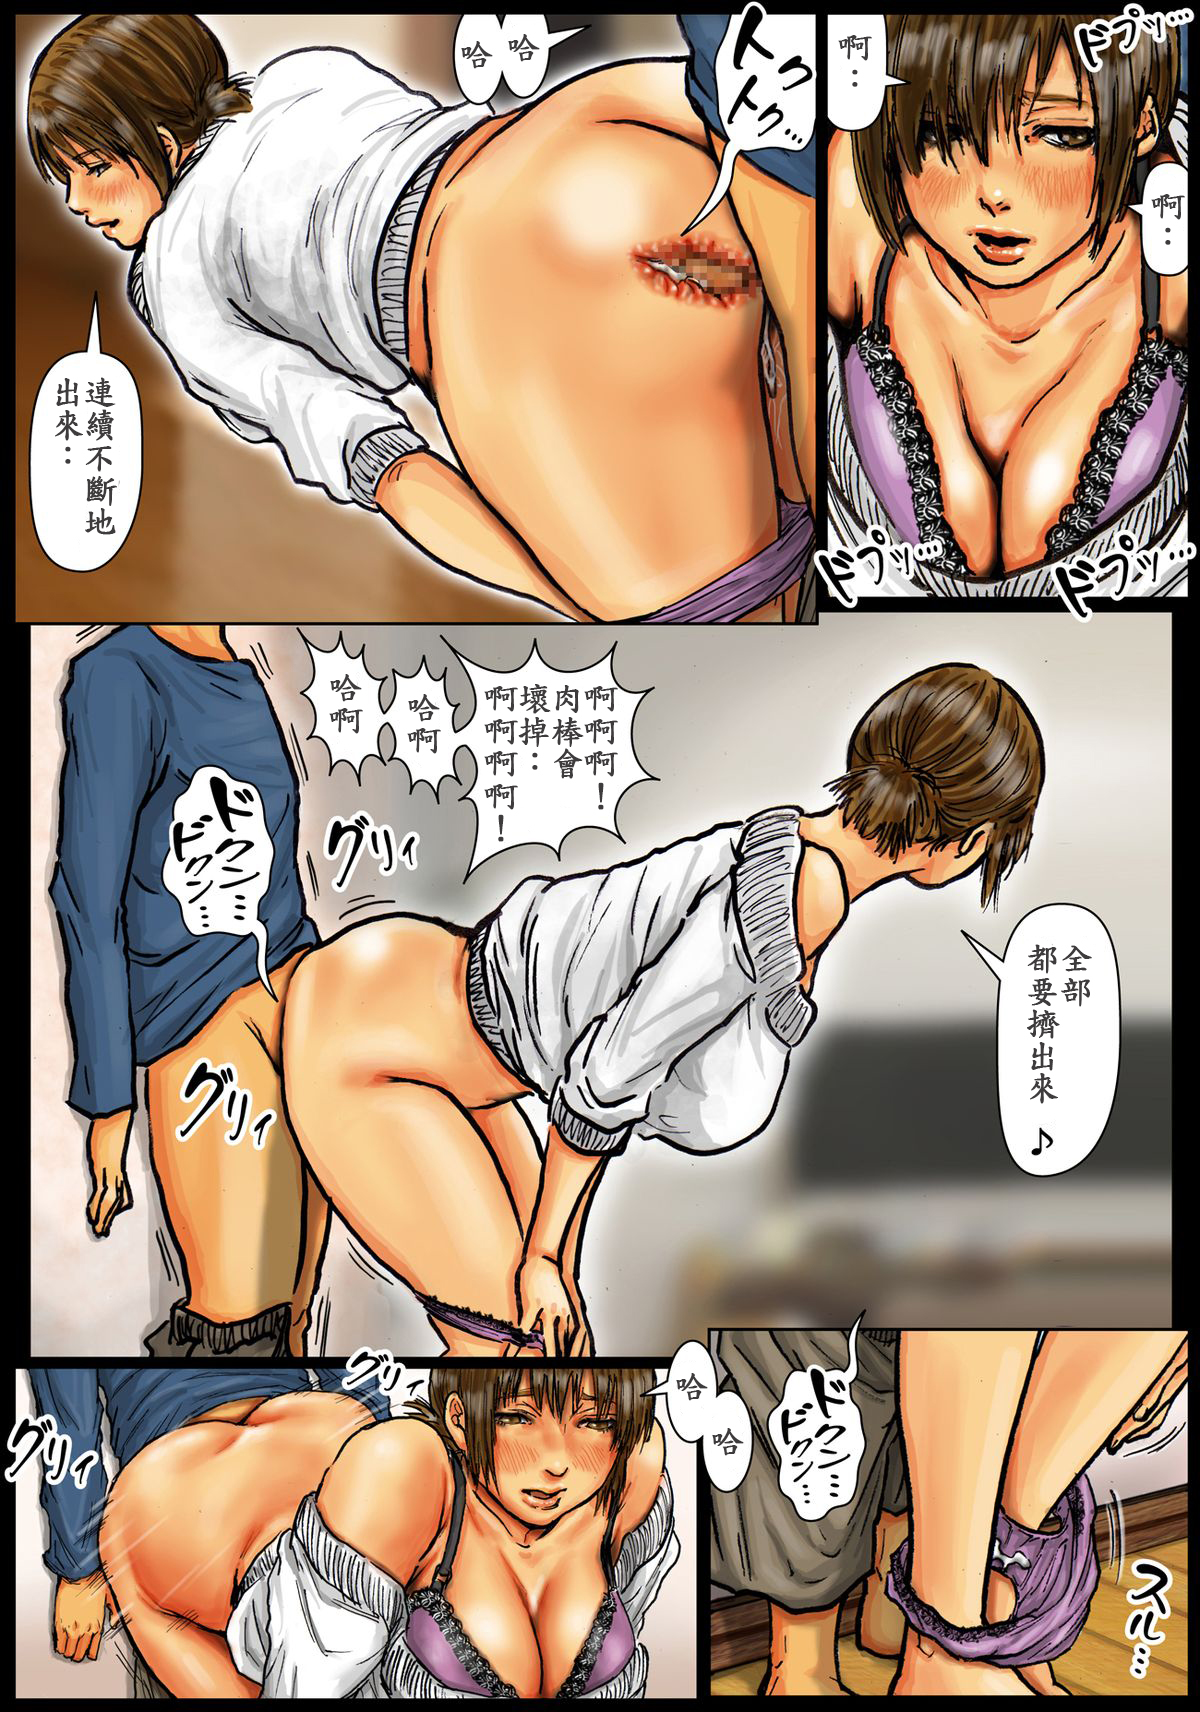 ドプッ…
啊：
啊：
ドプッ…
ドプッ…
哈
哈
トク
トク…
連續不斷地
出來：
啊啊啊！
肉棒會
壞掉：
啊啊啊啊！
哈啊
哈啊
グリィ
ドクン…
ドクン…
グリィ
全部
都要擠出來 ♪
ドクン…
ドクン…
スル…
哈
哈
グリィ
グリィ